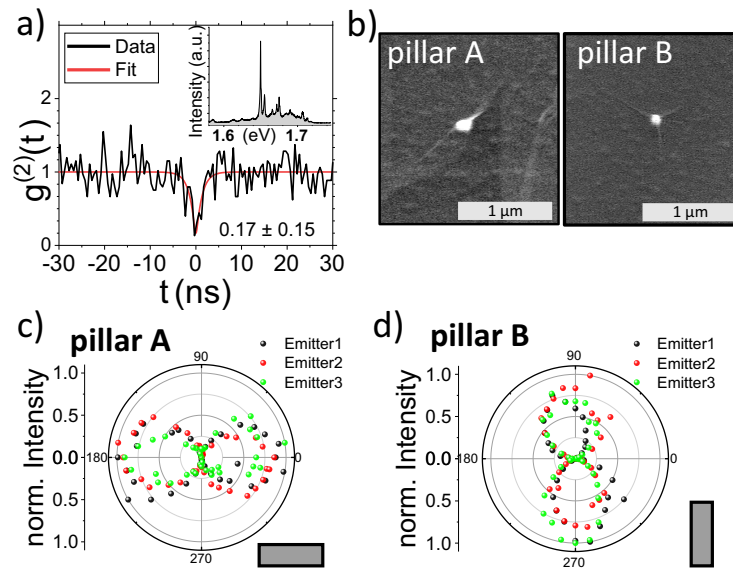 a)
Data
Fit
Intensity (a.u.)
1.6
(eV)
1.7
g(2)(t)
2
1
0
0.17 ± 0.15
-30
-20
-10
0
10
20
30
t (ns)
b)
pillar A
1 µm
pillar B
1 µm
c)
pillar A
Emitter1
Emitter2
Emitter3
norm. Intensity
1.0
0.5
0.0
0.5
1.0
90
180
0
270
d)
pillar B
Emitter1
Emitter2
Emitter3
norm. Intensity
1.0
0.5
0.0
0.5
1.0
90
180
0
270